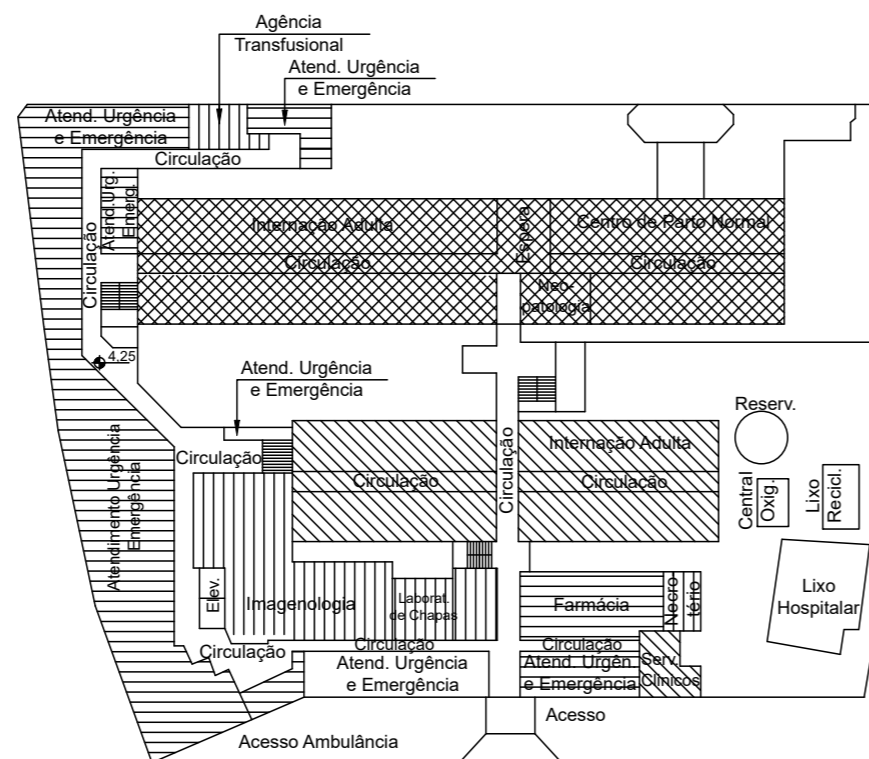 Agência
Transfusional
Atend. Urgência
e Emergência
Atend. Urgência
e Emergência
Circulação
Atend.Urg.
Emerg.
Circulação
Internação Adulta
Espera
Centro de Parto Normal
Circulação
Circulação
Neo-
patologia
4,25
Atend. Urgência
e Emergência
Reserv.
Circulação
Internação Adulta
Circulação
Circulação
Circulação
Central
Oxig.
Lixo
Recicl.
Atendimento Urgência
Emergência
Elev.
Imagenologia
Laborat.
de Chapas
Farmácia
Necro-
tério
Lixo
Hospitalar
Circulação
Circulação
Circulação
Atend. Urgência
e Emergência
Atend. Urgên.
e Emergência
Serv.
Clínicos
Acesso
Acesso Ambulância